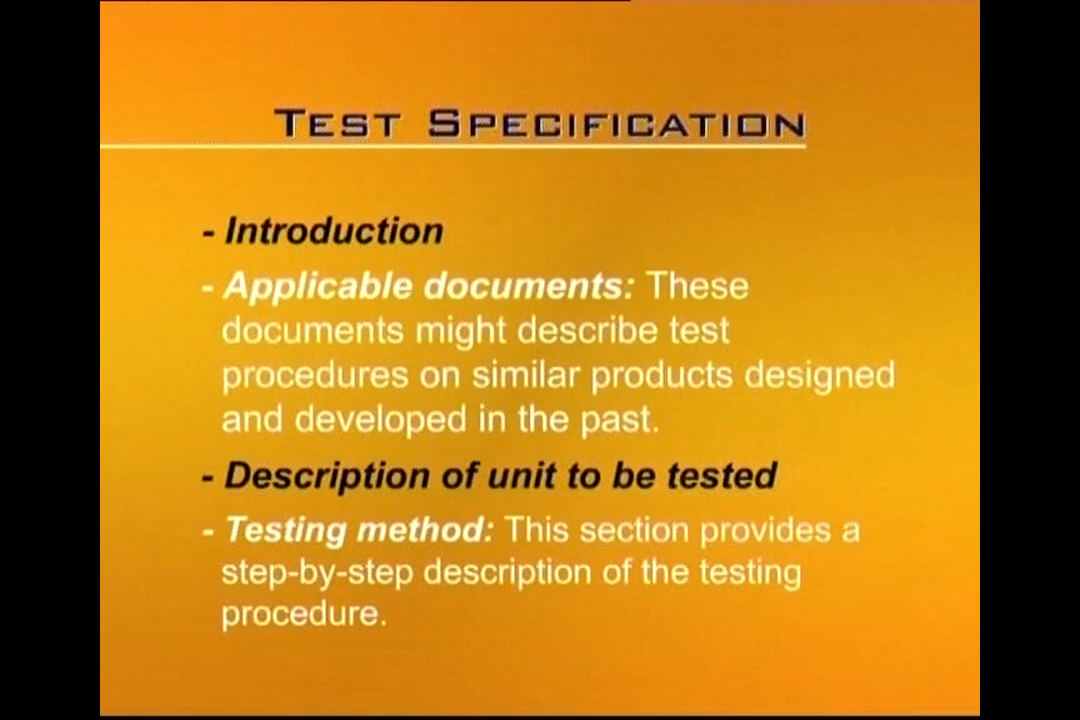 TEST SPECIFICATION
- Introduction
- Applicable documents: These
documents might describe test
procedures on similar products designed
and developed in the past.
- Description of unit to be tested
- Testing method: This section provides a
step-by-step description of the testing
procedure.